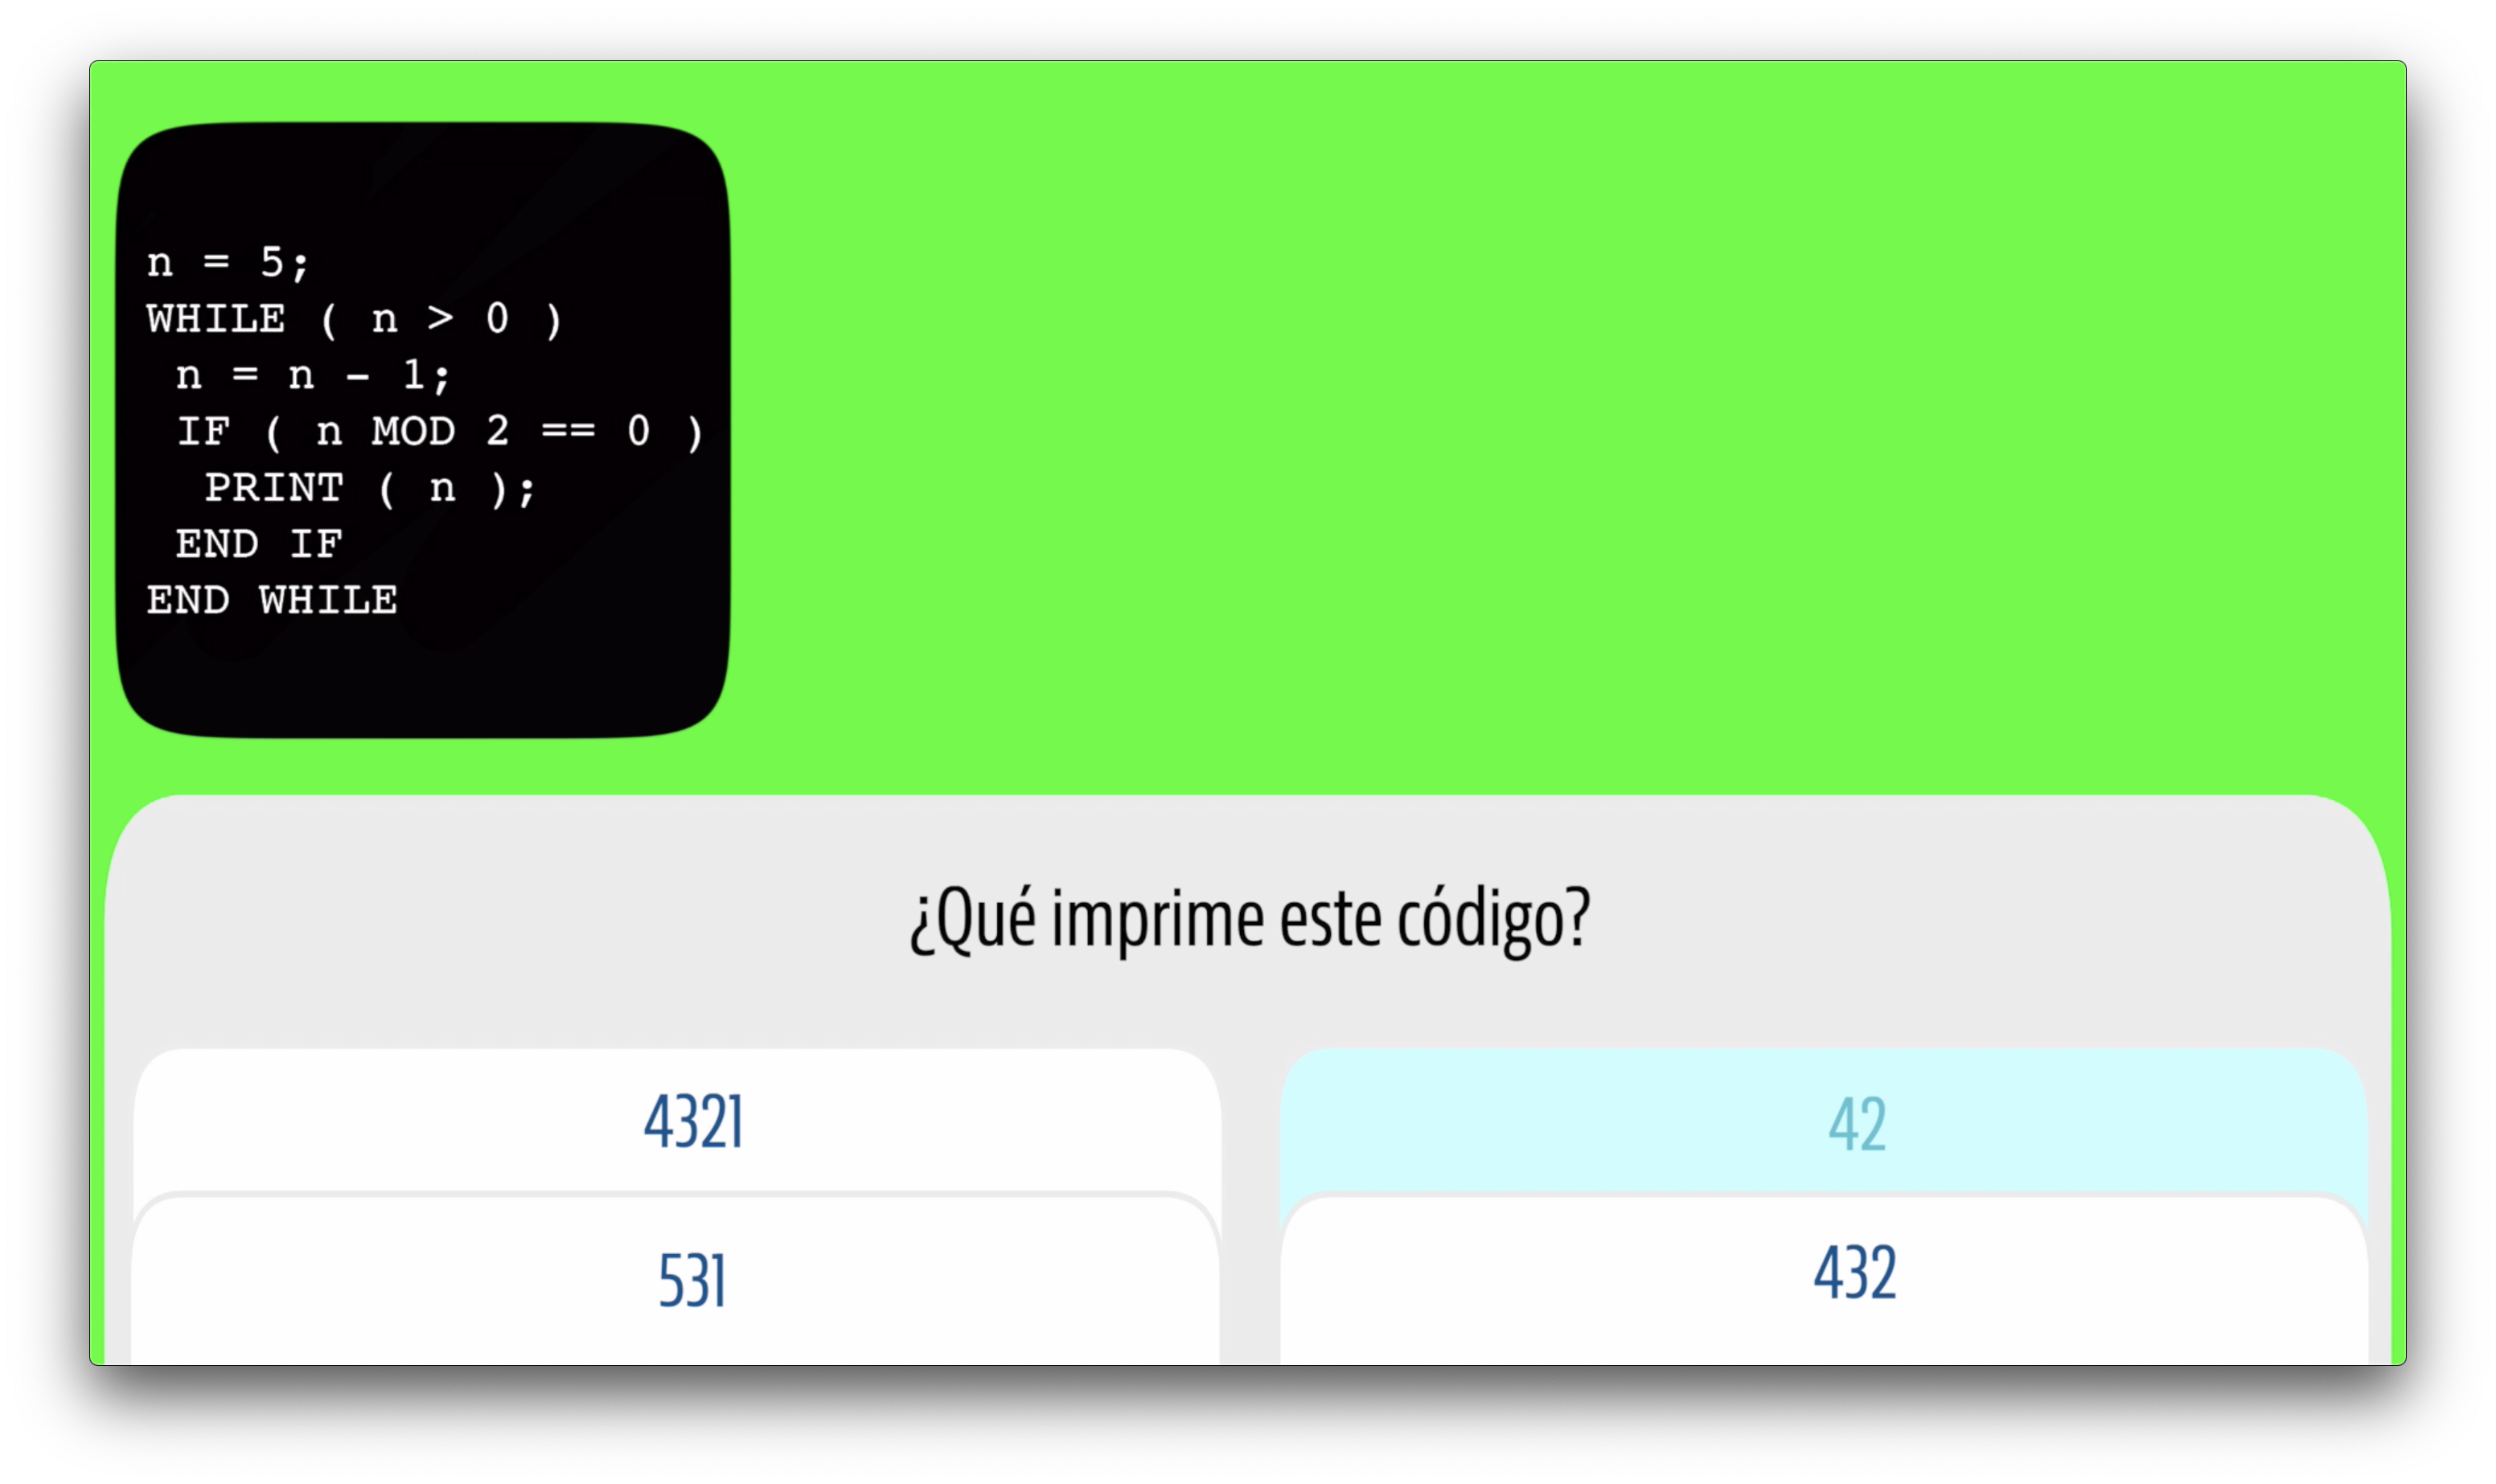 n = 5;
WHILE ( n > 0 )
n = n - 1;
IF ( n MOD 2 == 0 )
PRINT ( n );
END IF
END WHILE
¿Qué imprime este código?
4321
42
531
432